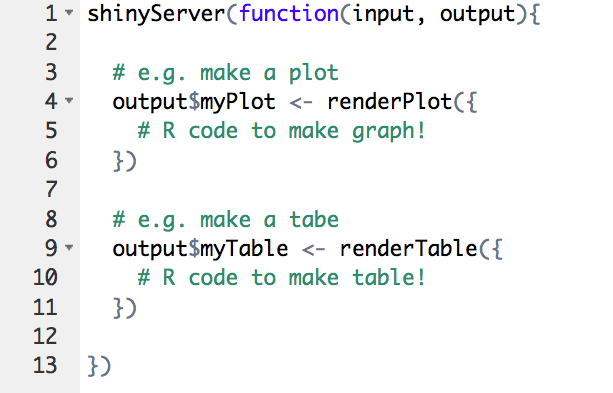 1 shinyServer(function(input, output){
2
3   # e.g. make a plot
4   output$myPlot <- renderPlot({
5     # R code to make graph!
6   })
7
8   # e.g. make a tabe
9   output$myTable <- renderTable({
10     # R code to make table!
11   })
12
13 })